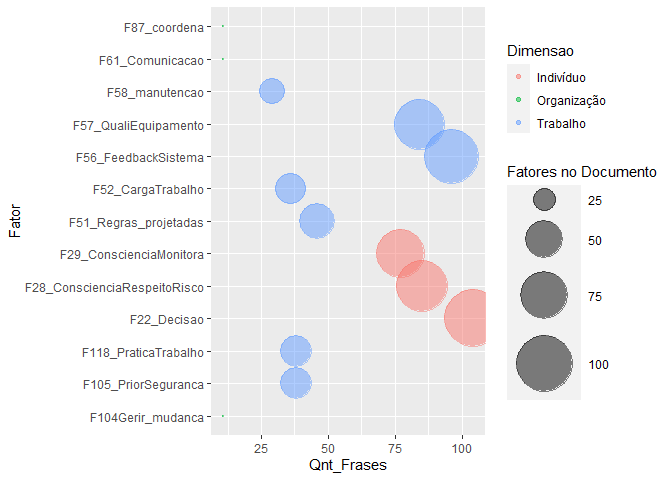 F87_coordena
F61_Comunicacao
F58_manutencao
F57_QualiEquipamento
F56_FeedbackSistema
F52_CargaTrabalho
F51_Regras_projetadas
F29_ConscienciaMonitora
F28_ConscienciaRespeitoRisco
F22_Decisao
F118_PraticaTrabalho
F105_PriorSeguranca
F104Gerir_mudanca
Fator
25
50
75
100
Qnt_Frases
Dimensao
Indivíduo
Organização
Trabalho
Fatores no Documento
25
50
75
100